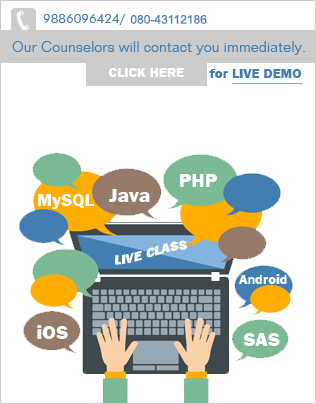 9886096424/ 080-43112186
Our Counselors will contact you immediately.
CLICK HERE for LIVE DEMO
MySQL
Java
PHP
LIVE CLASS
Android
iOS
SAS